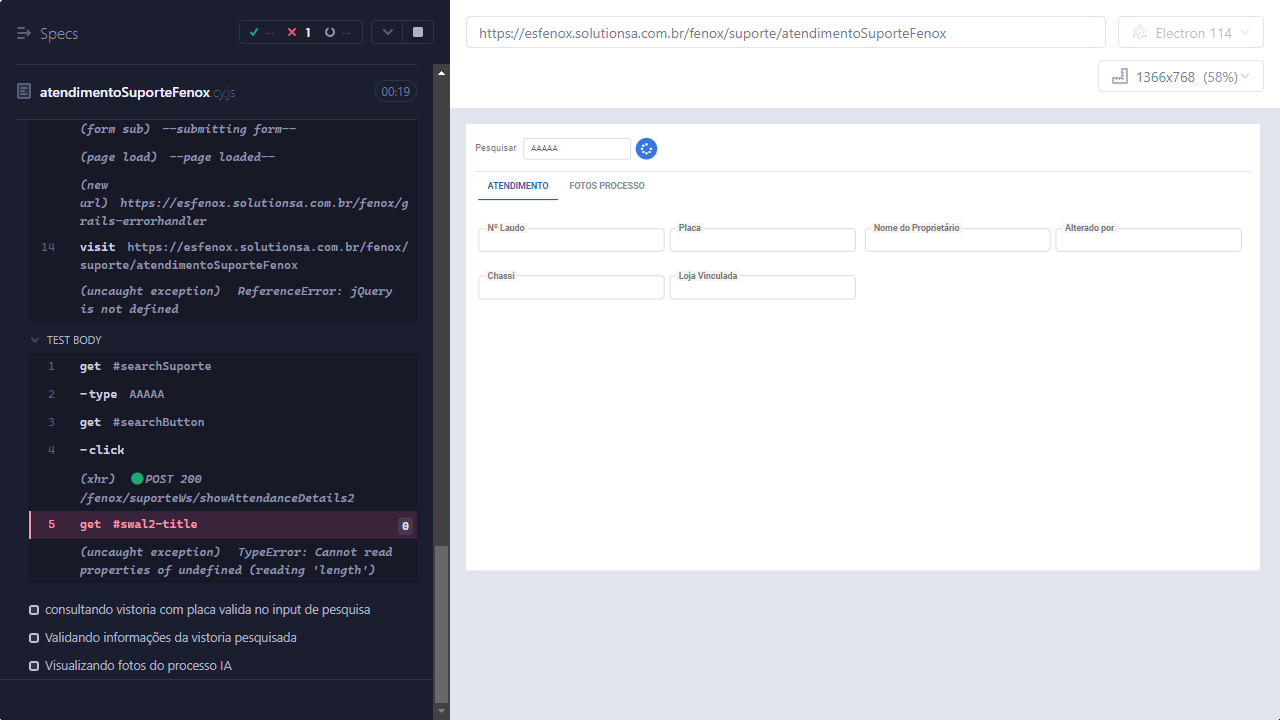 Specs
-- 1 --
atendimentoSuporteFenox.cy.js 00:19
(form sub) --submitting form--
(page load) --page loaded--
(new
url) https://esfenox.solutionsa.com.br/fenox/g
rails-errorhandler
14 visit https://esfenox.solutionsa.com.br/fenox/
suporte/atendimentoSuporteFenox
(uncaught exception) ReferenceError: jQuery
is not defined
TEST BODY
1 get #searchSuporte
2 -type AAAAA
3 get #searchButton
4 -click
(xhr) POST 200
/fenox/suporteWs/showAttendanceDetails2
5 get #swal2-title 0
(uncaught exception) TypeError: Cannot read
properties of undefined (reading 'length')
consultando vistoria com placa valida no input de pesquisa
Validando informações da vistoria pesquisada
Visualizando fotos do processo IA
https://esfenox.solutionsa.com.br/fenox/suporte/atendimentoSuporteFenox
Electron 114
1366x768 (58%)
Pesquisar AAAAA
ATENDIMENTO FOTOS PROCESSO
Nº Laudo Placa Nome do Proprietário Alterado por
Chassi Loja Vinculada